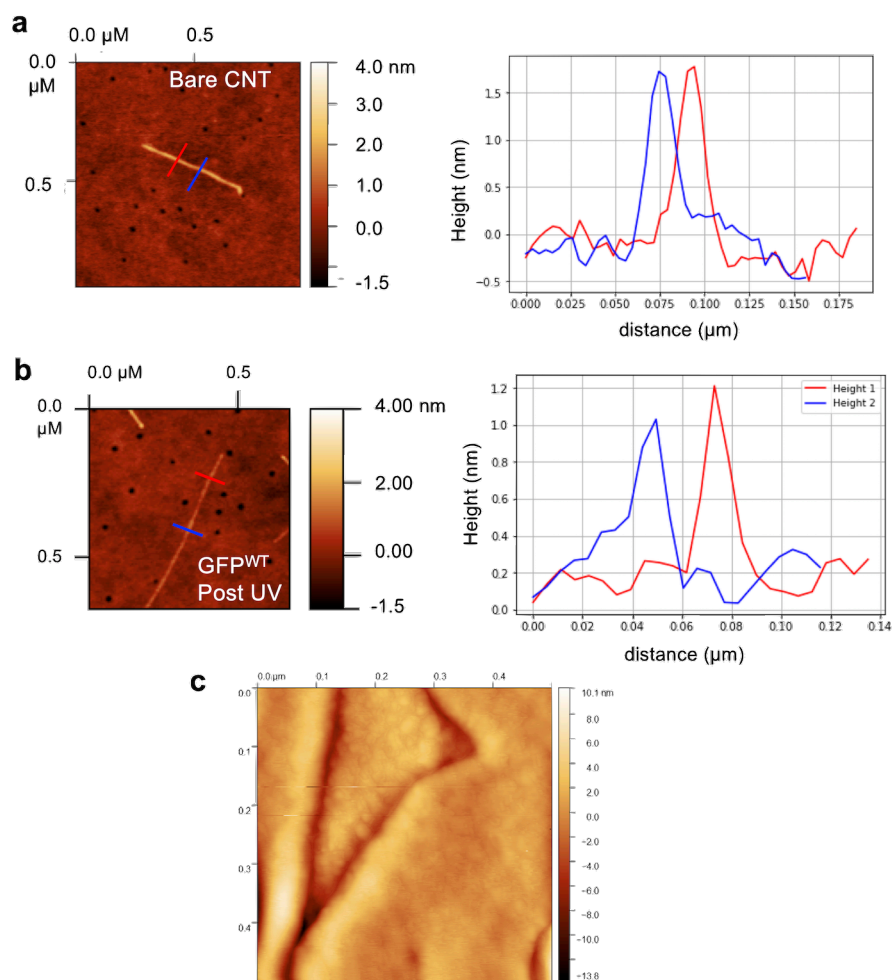 a
0.0 µM 0.5
0.0
µM
0.5
Bare CNT
4.0 nm
3.0
2.0
1.0
0.0
-1.5
Height (nm)
1.5
1.0
0.5
0.0
−0.5
0.000 0.025 0.050 0.075 0.100 0.125 0.150 0.175
distance (µm)
b
0.0 µM 0.5
0.0
µM
0.5
GFPWT
Post UV
4.00 nm
2.00
0.00
-1.5
Height (nm)
1.2
1.0
0.8
0.6
0.4
0.2
0.0
Height 1
Height 2
0.00 0.02 0.04 0.06 0.08 0.10 0.12 0.14
distance (µm)
c
0.0µm 0.1 0.2 0.3 0.4
0.0
0.1
0.2
0.3
0.4
10.1 nm
8.0
6.0
4.0
2.0
0.0
−2.0
−4.0
−6.0
0.0
−10.0
−13.8